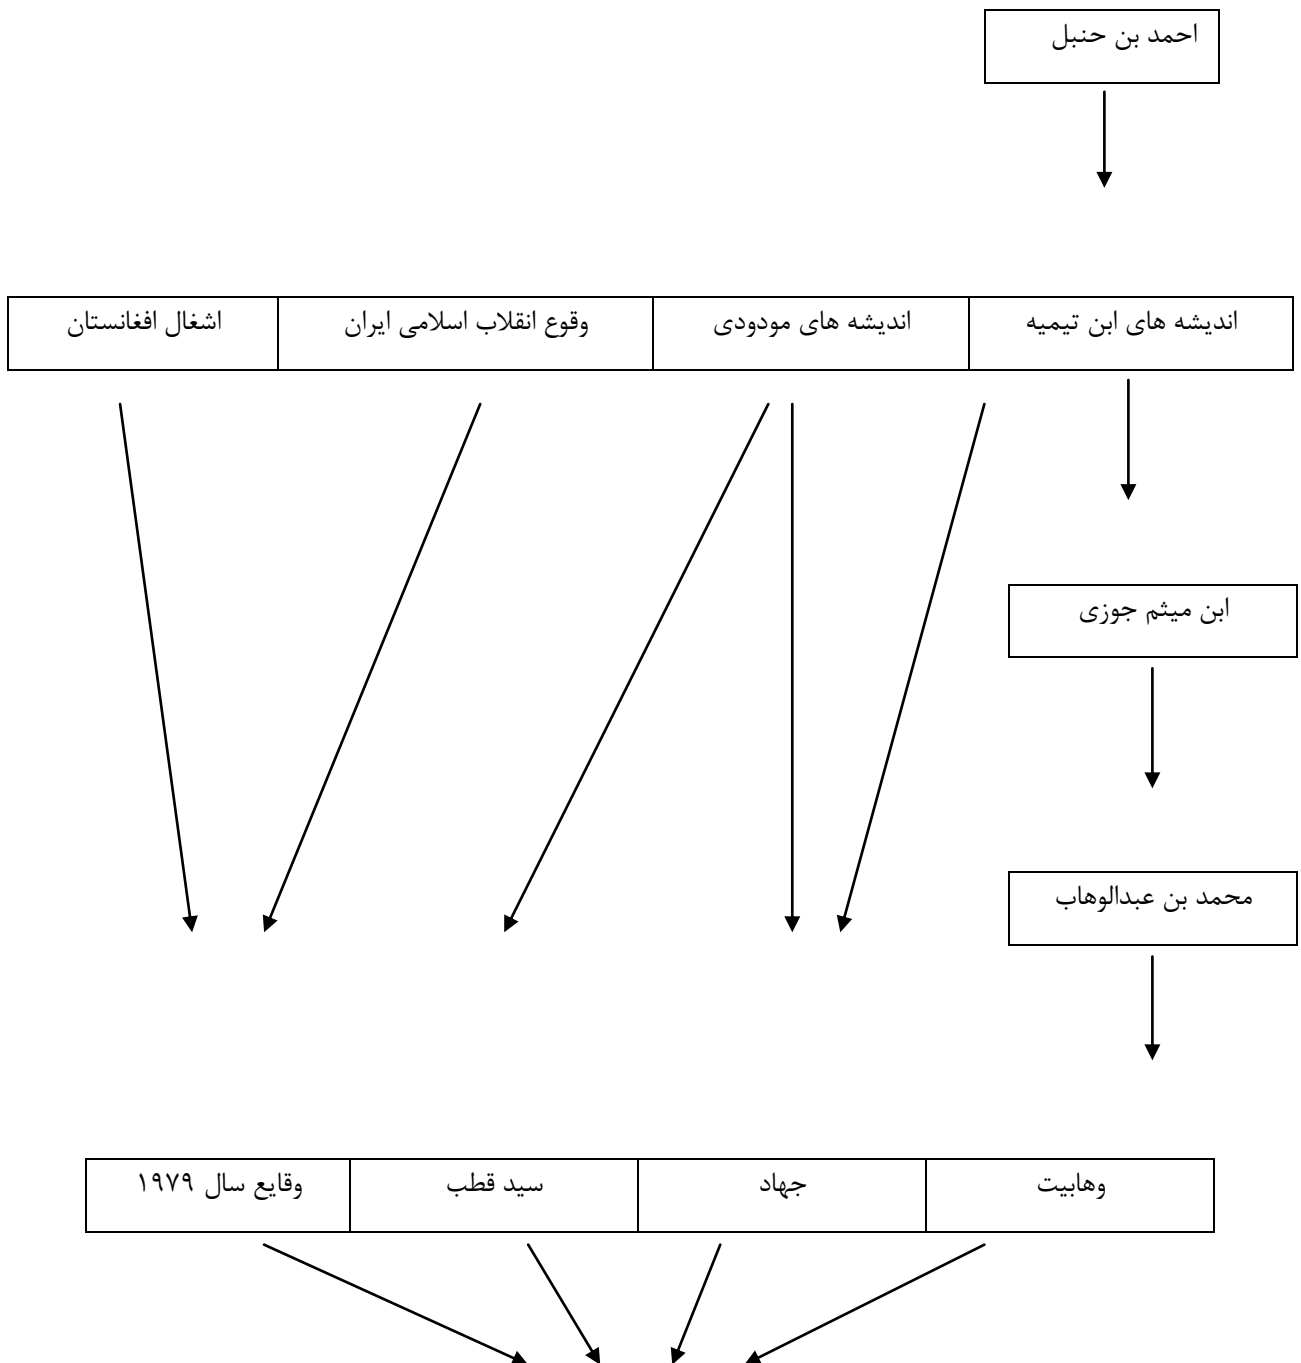 احمد بن حنبل
اندیشه های ابن تیمیه
اندیشه های مودودی
وقوع انقلاب اسلامی ایران
اشغال افغانستان
ابن میثم جوزی
محمد بن عبدالوهاب
وهابیت
جهاد
سید قطب
وقایع سال ۱۹۷۹